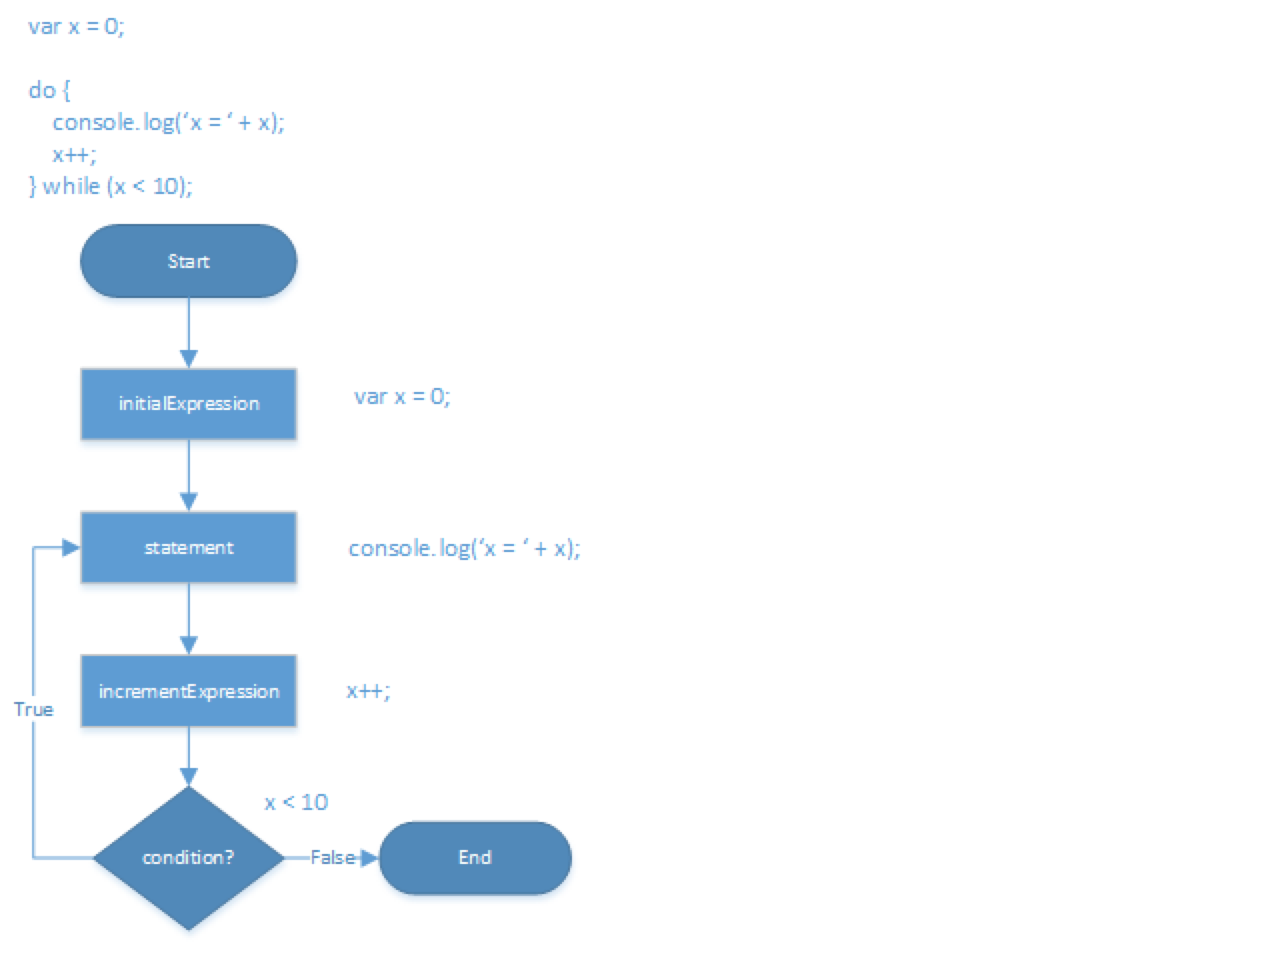 var x = 0;
do {
console.log(‘x = ‘ + x);
x++;
} while (x < 10);
Start
initialExpression
var x = 0;
statement
console.log(‘x = ‘ + x);
incrementExpression
x++;
True
x < 10
condition?
False
End